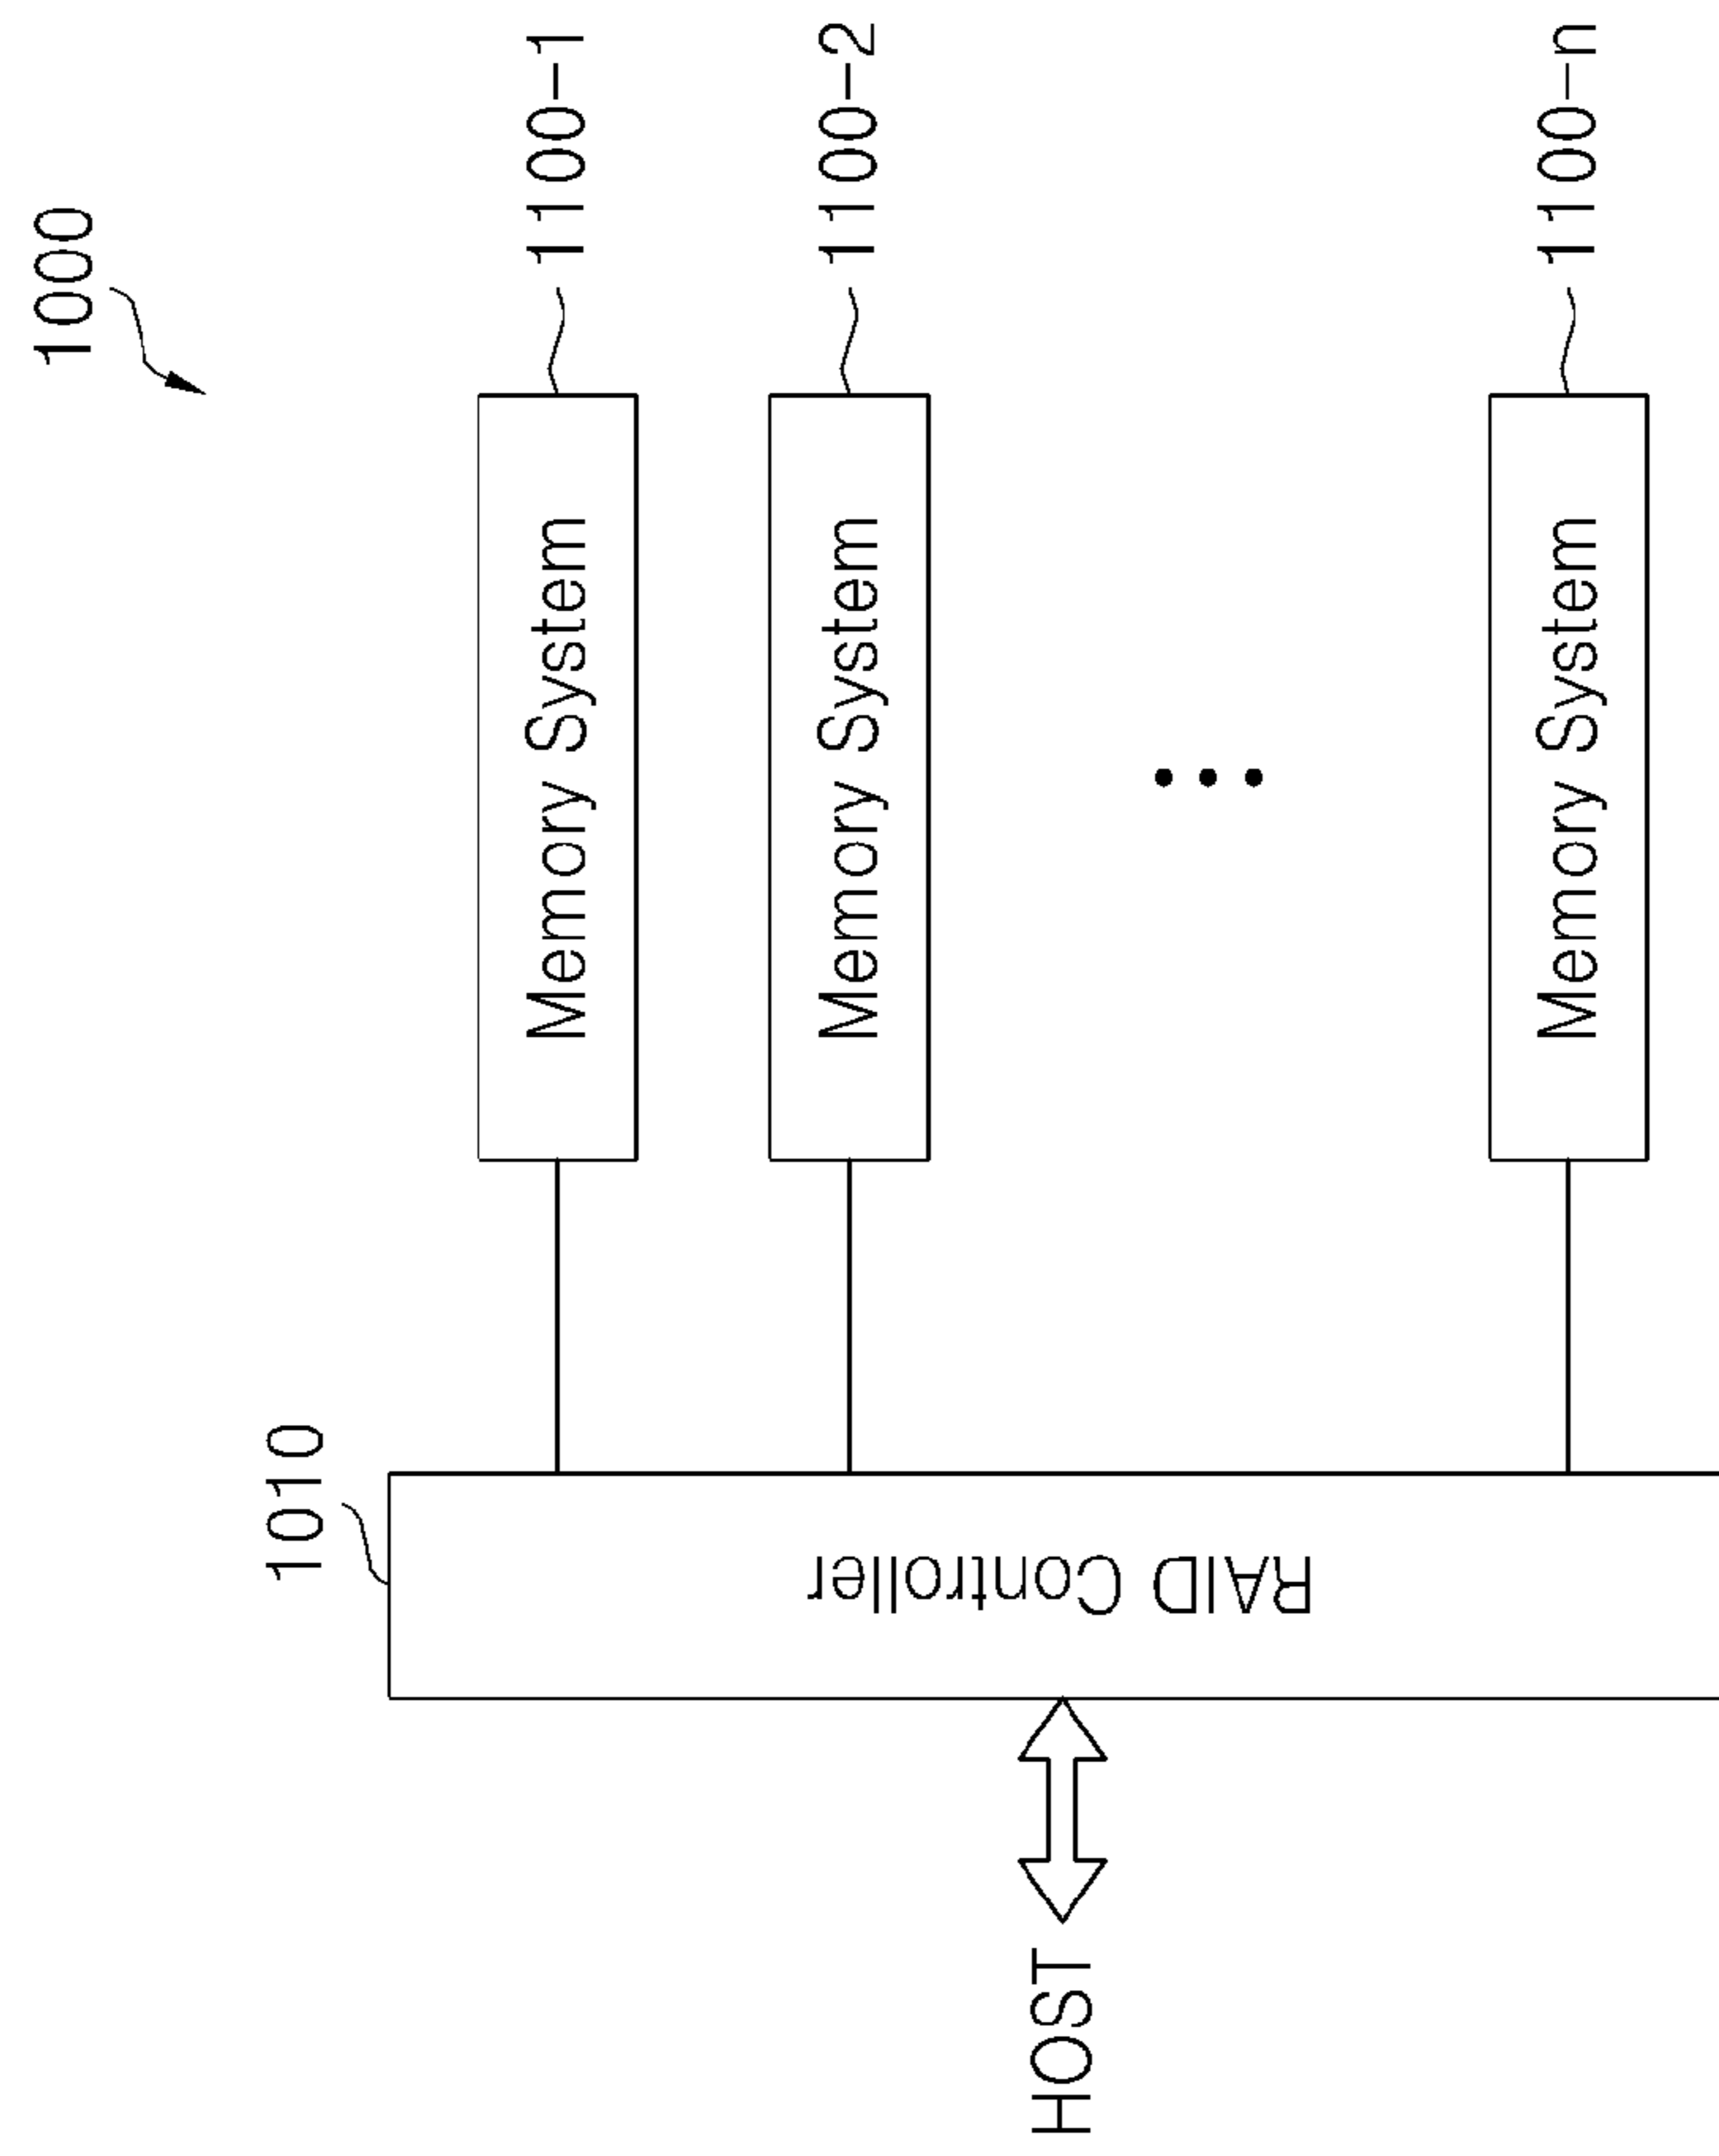 1000
1010
Memory System
1100-1
Memory System
1100-2
RAID Controller
HOST
Memory System
1100-n